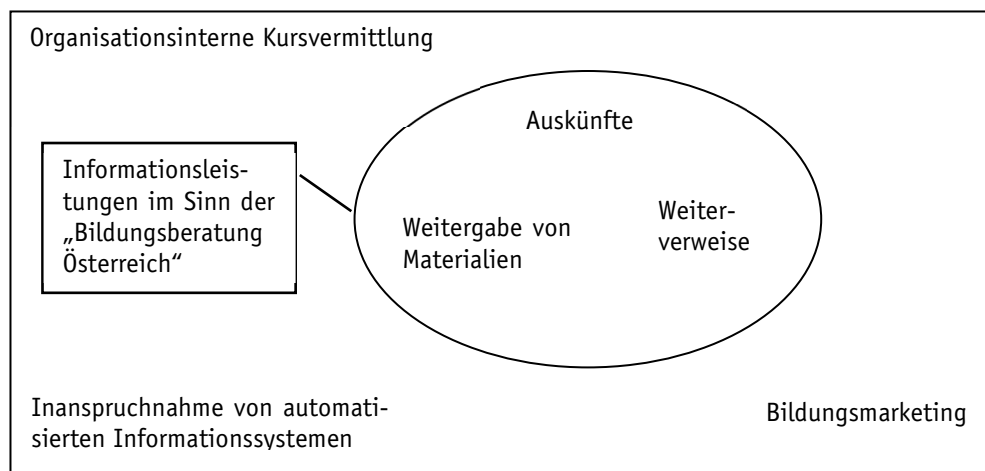 Organisationsinterne Kursvermittlung
Auskünfte
Informationsleis-
tungen im Sinn der
„Bildungsberatung
Österreich“
Weitergabe von
Materialien
Weiter-
verweise
Inanspruchnahme von automati-
sierten Informationssystemen
Bildungsmarketing